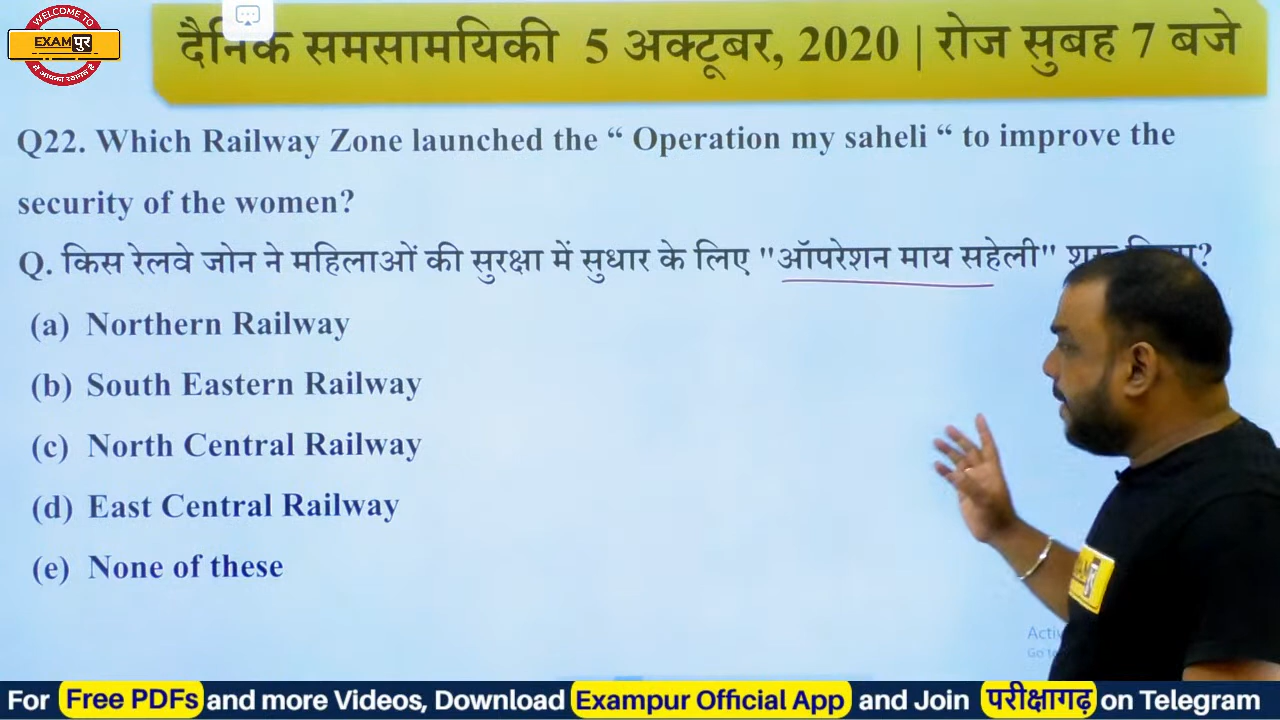 WELCOME TO
EXAMपुर
में आपका स्वागत है
दैनिक समसामयिकी 5 अक्टूबर, 2020 | रोज सुबह 7 बजे
Q22. Which Railway Zone launched the “ Operation my saheli “ to improve the
security of the women?
Q. किस रेलवे जोन ने महिलाओं की सुरक्षा में सुधार के लिए "ऑपरेशन माय सहेली"
(a) Northern Railway
(b) South Eastern Railway
(c) North Central Railway
(d) East Central Railway
(e) None of these
For Free PDFs and more Videos, Download Exampur Official App and Join परीक्षागढ़ on Telegram